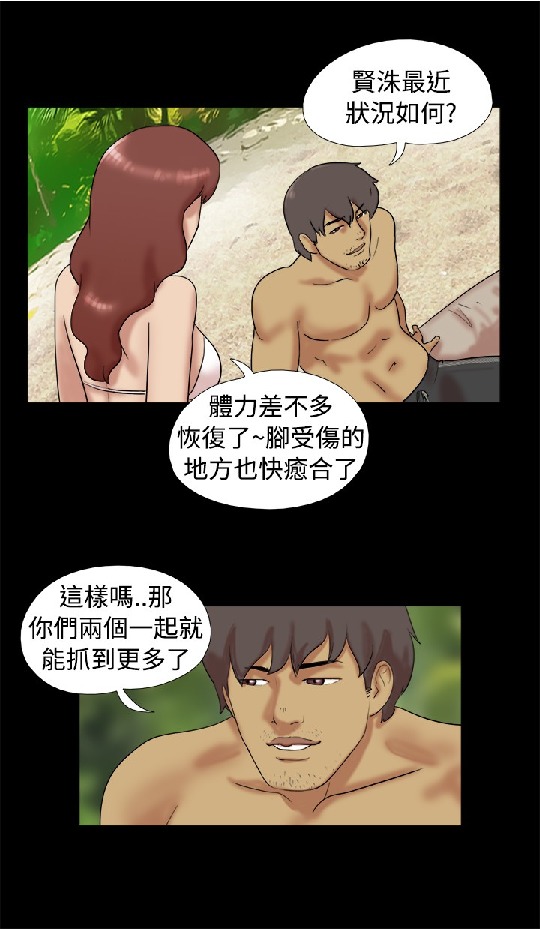 賢洙最近
狀況如何?
體力差不多
恢復了~腳受傷的
地方也快癒合了
這樣嗎..那
你們兩個一起就
能抓到更多了